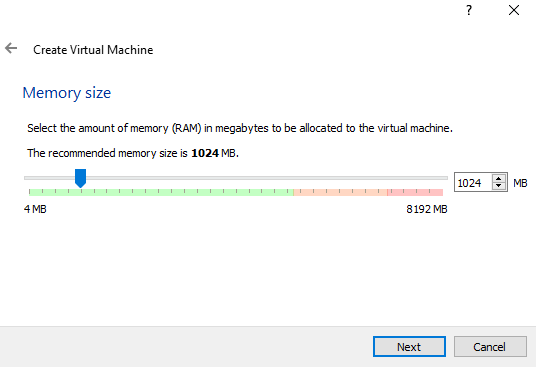 ?
Create Virtual Machine
Memory size
Select the amount of memory (RAM) in megabytes to be allocated to the virtual machine.
The recommended memory size is 1024 MB.
1024 MB
4 MB 8192 MB
Next Cancel